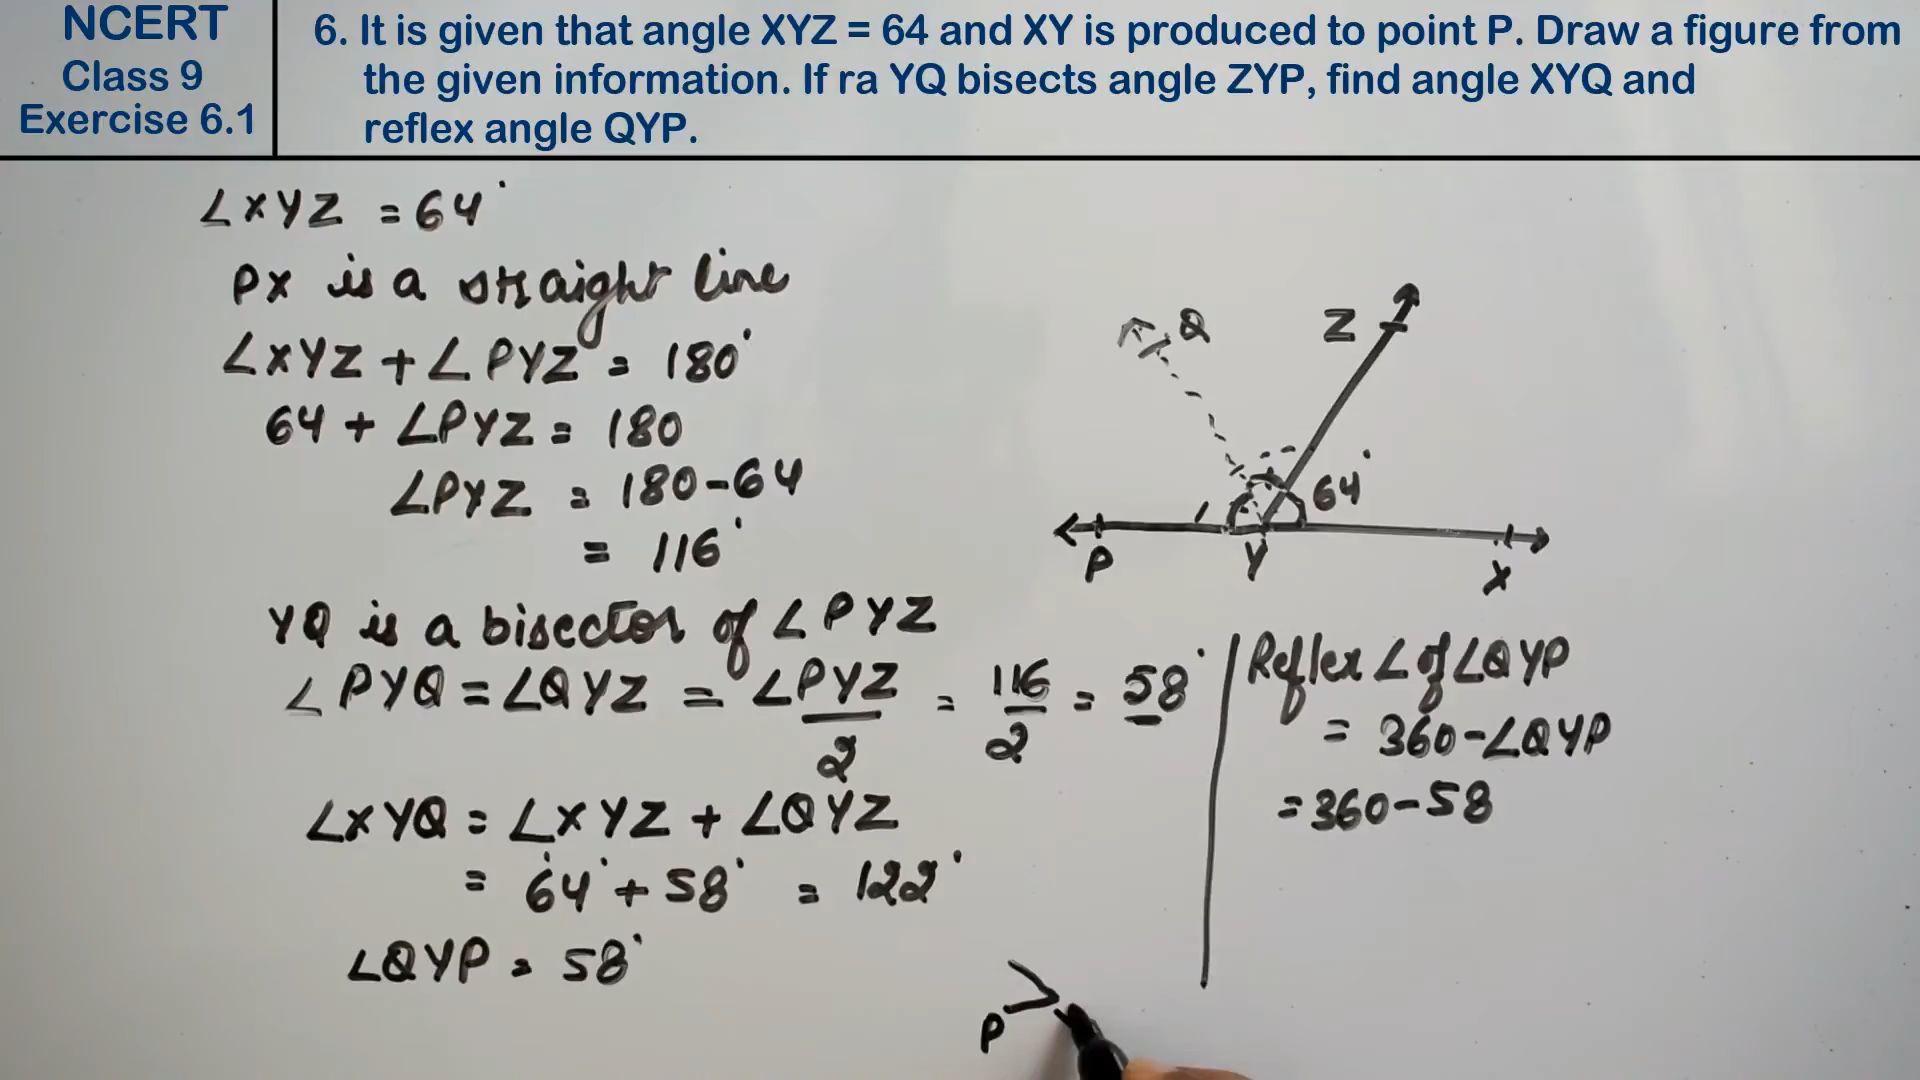 NCERT
Class 9
Exercise 6.1
6. It is given that angle XYZ = 64 and XY is produced to point P. Draw a figure from
the given information. If ra YQ bisects angle ZYP, find angle XYQ and
reflex angle QYP.
∠XYZ = 64°
PX is a straight line
∠XYZ + ∠PYZ = 180°
64 + ∠PYZ = 180
∠PYZ = 180-64
= 116°
YQ is a bisector of ∠PYZ
∠PYQ = ∠QYZ = ∠PYZ/2 = 116/2 = 58°
∠XYQ = ∠XYZ + ∠QYZ
= 64° + 58° = 122°
∠QYP = 58°
Q
Z
64°
P
Y
X
Reflex ∠ of ∠QYP
= 360-∠QYP
= 360-58
P